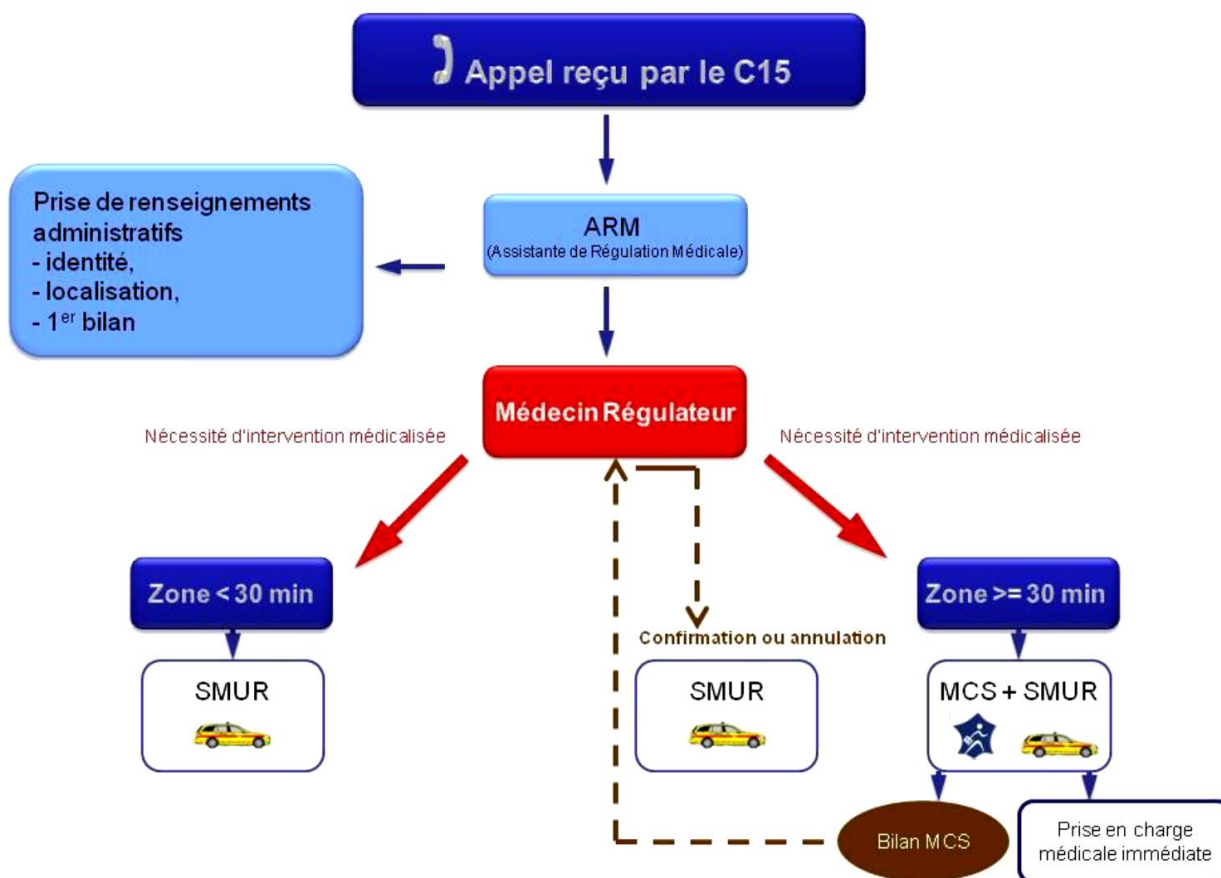 Appel reçu par le C15
Prise de renseignements
administratifs
- identité,
- localisation,
- 1er bilan
ARM
(Assistante de Régulation Médicale)
Médecin Régulateur
Nécessité d'intervention médicalisée
Nécessité d'intervention médicalisée
Zone < 30 min
Zone >= 30 min
Confirmation ou annulation
SMUR
SMUR
MCS + SMUR
Bilan MCS
Prise en charge
médicale immédiate